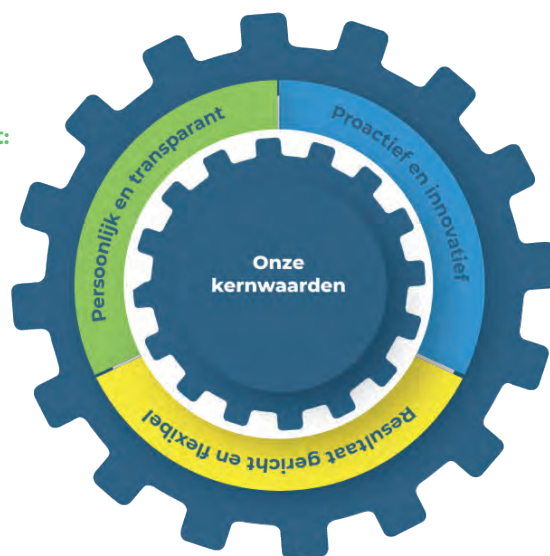 Persoonlijk en transparant
Proactief en innovatief
Onze
kernwaarden
Resultaat gericht en flexibel